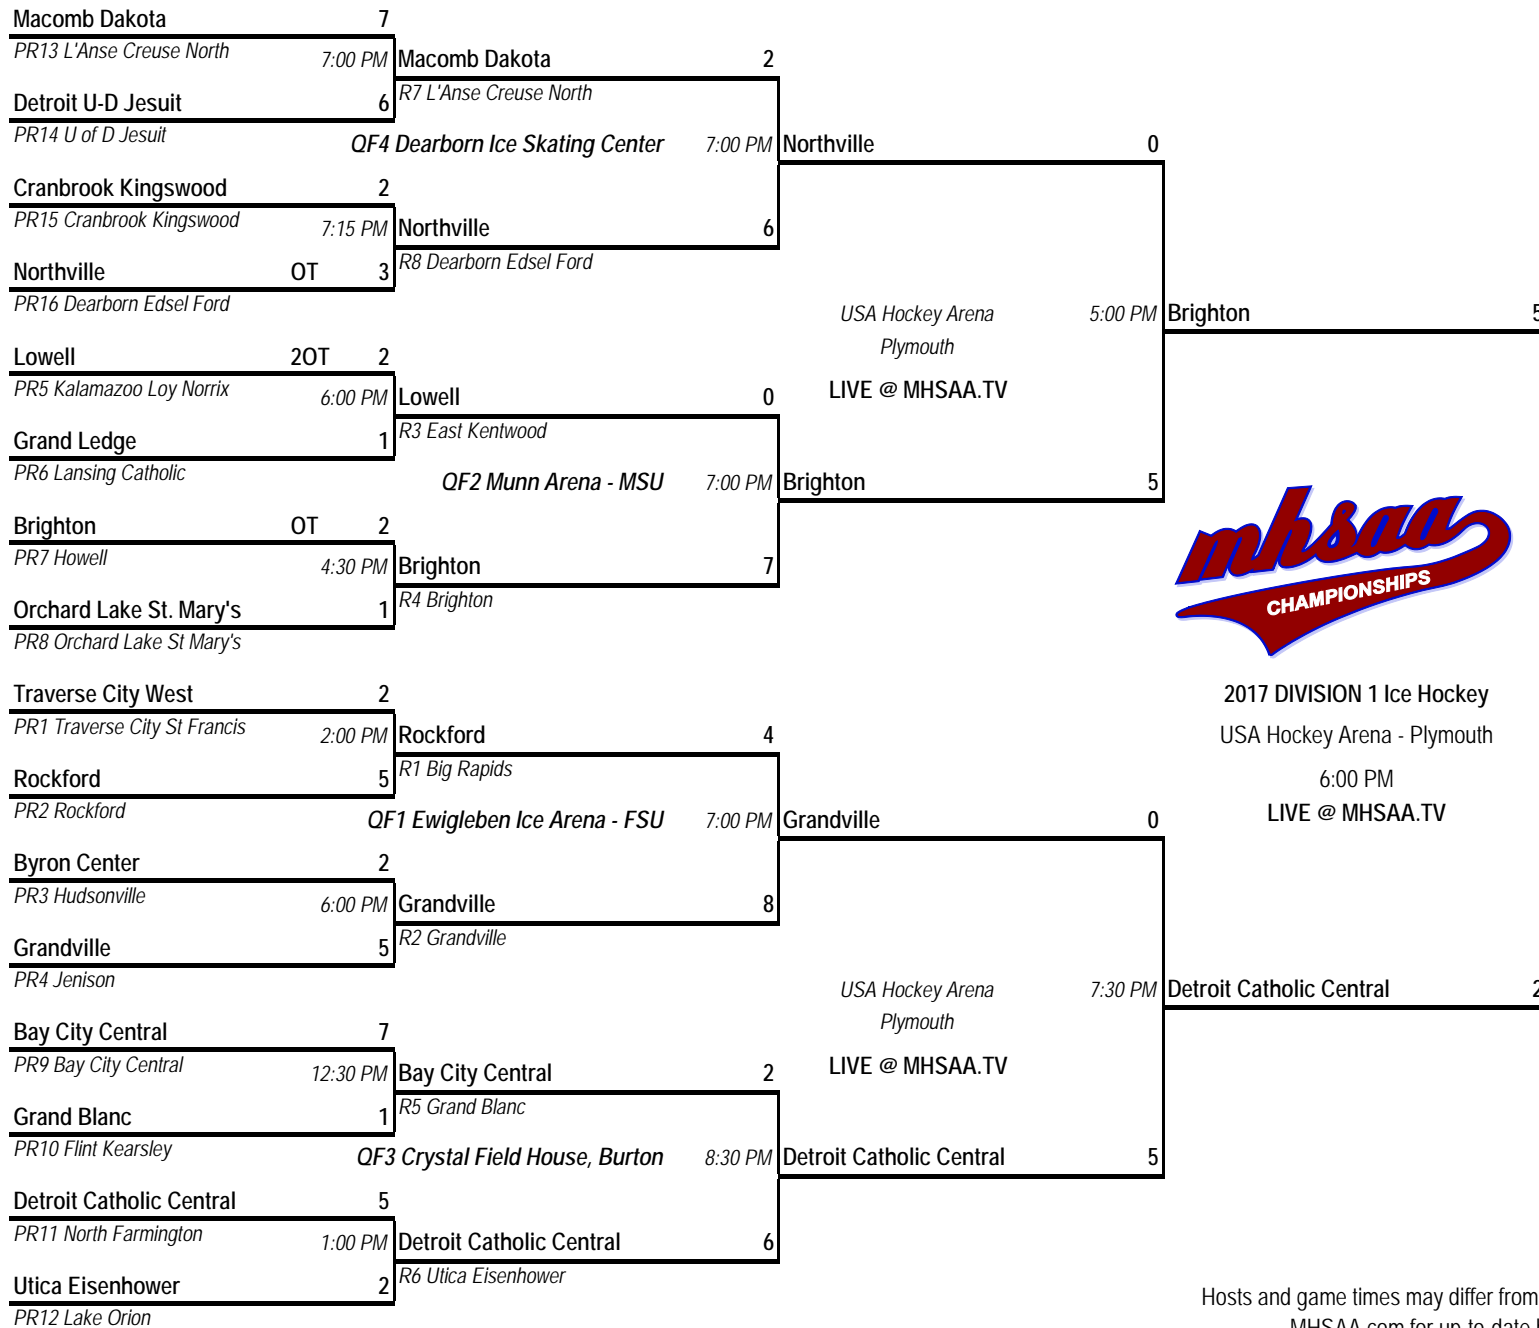 Macomb Dakota 7
PR13 L'Anse Creuse North
7:00 PM Macomb Dakota 2
R7 L'Anse Creuse North
Detroit U-D Jesuit 6
PR14 U of D Jesuit
QF4 Dearborn Ice Skating Center 7:00 PM Northville 0
Cranbrook Kingswood 2
PR15 Cranbrook Kingswood
7:15 PM Northville 6
R8 Dearborn Edsel Ford
Northville OT 3
PR16 Dearborn Edsel Ford
USA Hockey Arena 5:00 PM Brighton 5
Plymouth
Lowell 2OT 2
PR5 Kalamazoo Loy Norrix
6:00 PM Lowell 0
LIVE @ MHSAA.TV
R3 East Kentwood
Grand Ledge 1
PR6 Lansing Catholic
QF2 Munn Arena - MSU 7:00 PM Brighton 5
Brighton OT 2
PR7 Howell
4:30 PM Brighton 7
R4 Brighton
Orchard Lake St. Mary's 1
PR8 Orchard Lake St Mary's
mhsaa
CHAMPIONSHIPS
2017 DIVISION 1 Ice Hockey
USA Hockey Arena - Plymouth
6:00 PM
LIVE @ MHSAA.TV
Traverse City West 2
PR1 Traverse City St Francis
2:00 PM Rockford 4
R1 Big Rapids
Rockford 5
PR2 Rockford
QF1 Ewigleben Ice Arena - FSU 7:00 PM Grandville 0
Byron Center 2
PR3 Hudsonville
6:00 PM Grandville 8
R2 Grandville
Grandville 5
PR4 Jenison
USA Hockey Arena 7:30 PM Detroit Catholic Central 2
Plymouth
LIVE @ MHSAA.TV
Bay City Central 7
PR9 Bay City Central
12:30 PM Bay City Central 2
R5 Grand Blanc
Grand Blanc 1
PR10 Flint Kearsley
QF3 Crystal Field House, Burton 8:30 PM Detroit Catholic Central 5
Detroit Catholic Central 5
PR11 North Farmington
1:00 PM Detroit Catholic Central 6
R6 Utica Eisenhower
Utica Eisenhower 2
PR12 Lake Orion
Hosts and game times may differ from
MHSAA.com for up-to-date